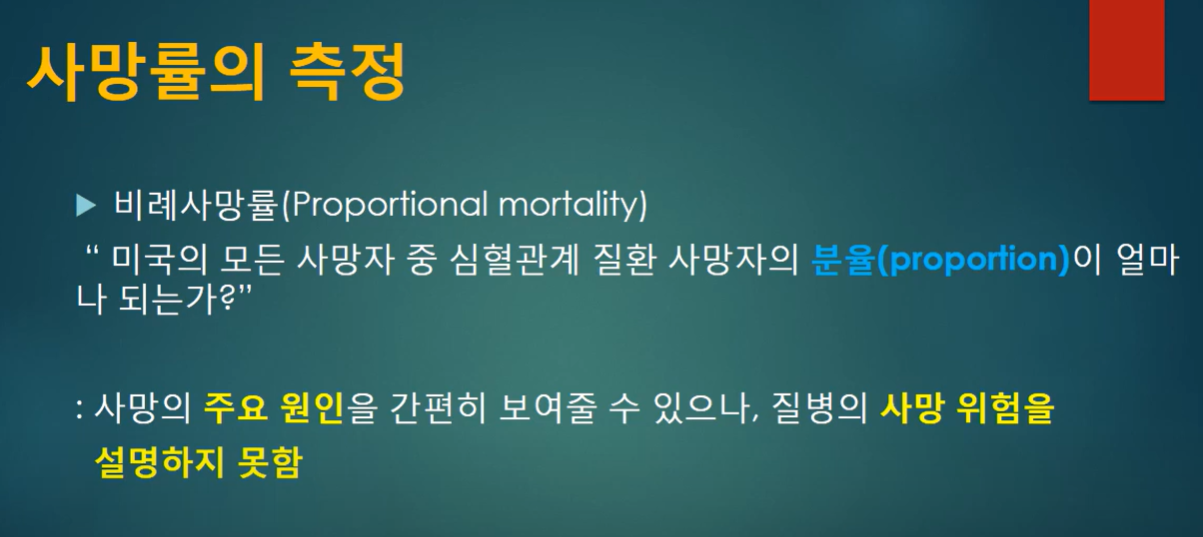 사망률의 측정
▶ 비례사망률(Proportional mortality)
“ 미국의 모든 사망자 중 심혈관계 질환 사망자의 분율(proportion)이 얼마
나 되는가?”
: 사망의 주요 원인을 간편히 보여줄 수 있으나, 질병의 사망 위험을
설명하지 못함